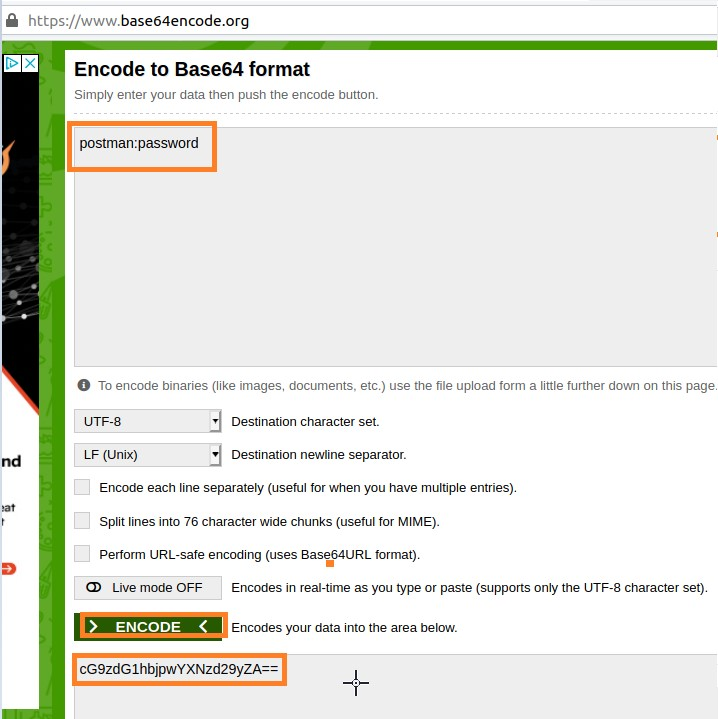 https://www.base64encode.org
Encode to Base64 format
Simply enter your data then push the encode button.
postman:password
To encode binaries (like images, documents, etc.) use the file upload form a little further down on this page.
UTF-8 Destination character set.
LF (Unix) Destination newline separator.
Encode each line separately (useful for when you have multiple entries).
Split lines into 76 character wide chunks (useful for MIME).
Perform URL-safe encoding (uses Base64URL format).
Live mode OFF Encodes in real-time as you type or paste (supports only the UTF-8 character set).
ENCODE Encodes your data into the area below.
cG9zdG1hbjpwYXNzd29yZA==